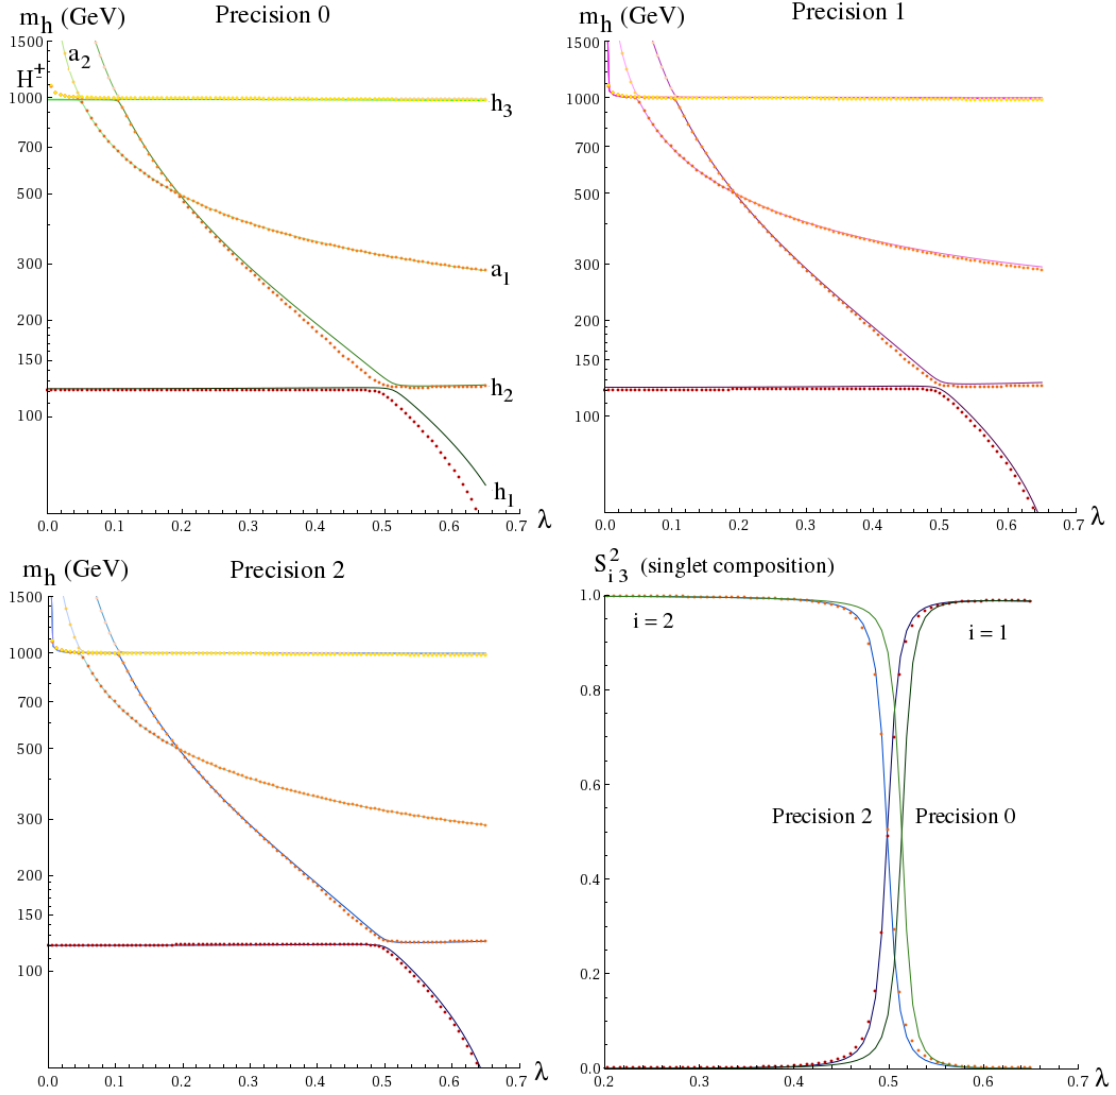 m_h (GeV)
Precision 0
1500
a_2
H^±
1000
h_3
700
500
300
a_1
200
150
h_2
100
h_1
0.0 0.1 0.2 0.3 0.4 0.5 0.6 0.7 λ
m_h (GeV)
Precision 1
1500
1000
700
500
300
200
150
100
0.0 0.1 0.2 0.3 0.4 0.5 0.6 0.7 λ
m_h (GeV)
Precision 2
1500
1000
700
500
300
200
150
100
0.0 0.1 0.2 0.3 0.4 0.5 0.6 0.7 λ
S_{i3}^2 (singlet composition)
1.0
i = 2
i = 1
0.8
0.6
Precision 2
Precision 0
0.4
0.2
0.0
0.2 0.3 0.4 0.5 0.6 0.7 λ